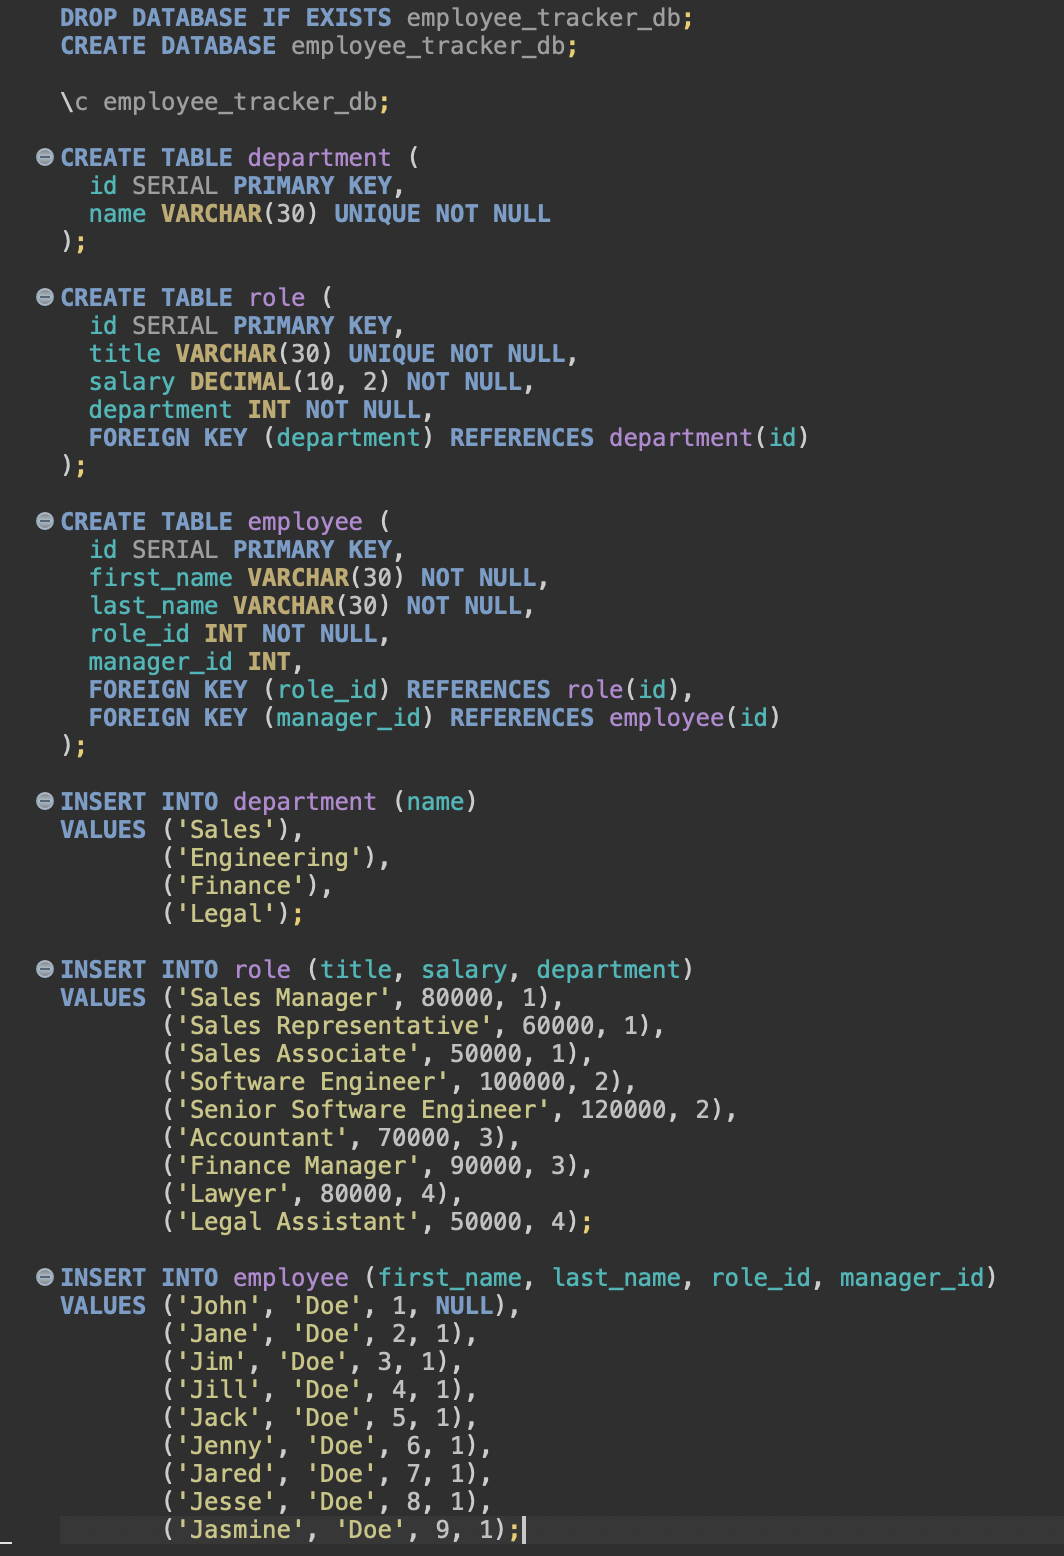 DROP DATABASE IF EXISTS employee_tracker_db;
CREATE DATABASE employee_tracker_db;

\c employee_tracker_db;

CREATE TABLE department (
  id SERIAL PRIMARY KEY,
  name VARCHAR(30) UNIQUE NOT NULL
);

CREATE TABLE role (
  id SERIAL PRIMARY KEY,
  title VARCHAR(30) UNIQUE NOT NULL,
  salary DECIMAL(10, 2) NOT NULL,
  department INT NOT NULL,
  FOREIGN KEY (department) REFERENCES department(id)
);

CREATE TABLE employee (
  id SERIAL PRIMARY KEY,
  first_name VARCHAR(30) NOT NULL,
  last_name VARCHAR(30) NOT NULL,
  role_id INT NOT NULL,
  manager_id INT,
  FOREIGN KEY (role_id) REFERENCES role(id),
  FOREIGN KEY (manager_id) REFERENCES employee(id)
);

INSERT INTO department (name)
VALUES ('Sales'),
       ('Engineering'),
       ('Finance'),
       ('Legal');

INSERT INTO role (title, salary, department)
VALUES ('Sales Manager', 80000, 1),
       ('Sales Representative', 60000, 1),
       ('Sales Associate', 50000, 1),
       ('Software Engineer', 100000, 2),
       ('Senior Software Engineer', 120000, 2),
       ('Accountant', 70000, 3),
       ('Finance Manager', 90000, 3),
       ('Lawyer', 80000, 4),
       ('Legal Assistant', 50000, 4);

INSERT INTO employee (first_name, last_name, role_id, manager_id)
VALUES ('John', 'Doe', 1, NULL),
       ('Jane', 'Doe', 2, 1),
       ('Jim', 'Doe', 3, 1),
       ('Jill', 'Doe', 4, 1),
       ('Jack', 'Doe', 5, 1),
       ('Jenny', 'Doe', 6, 1),
       ('Jared', 'Doe', 7, 1),
       ('Jesse', 'Doe', 8, 1),
       ('Jasmine', 'Doe', 9, 1);